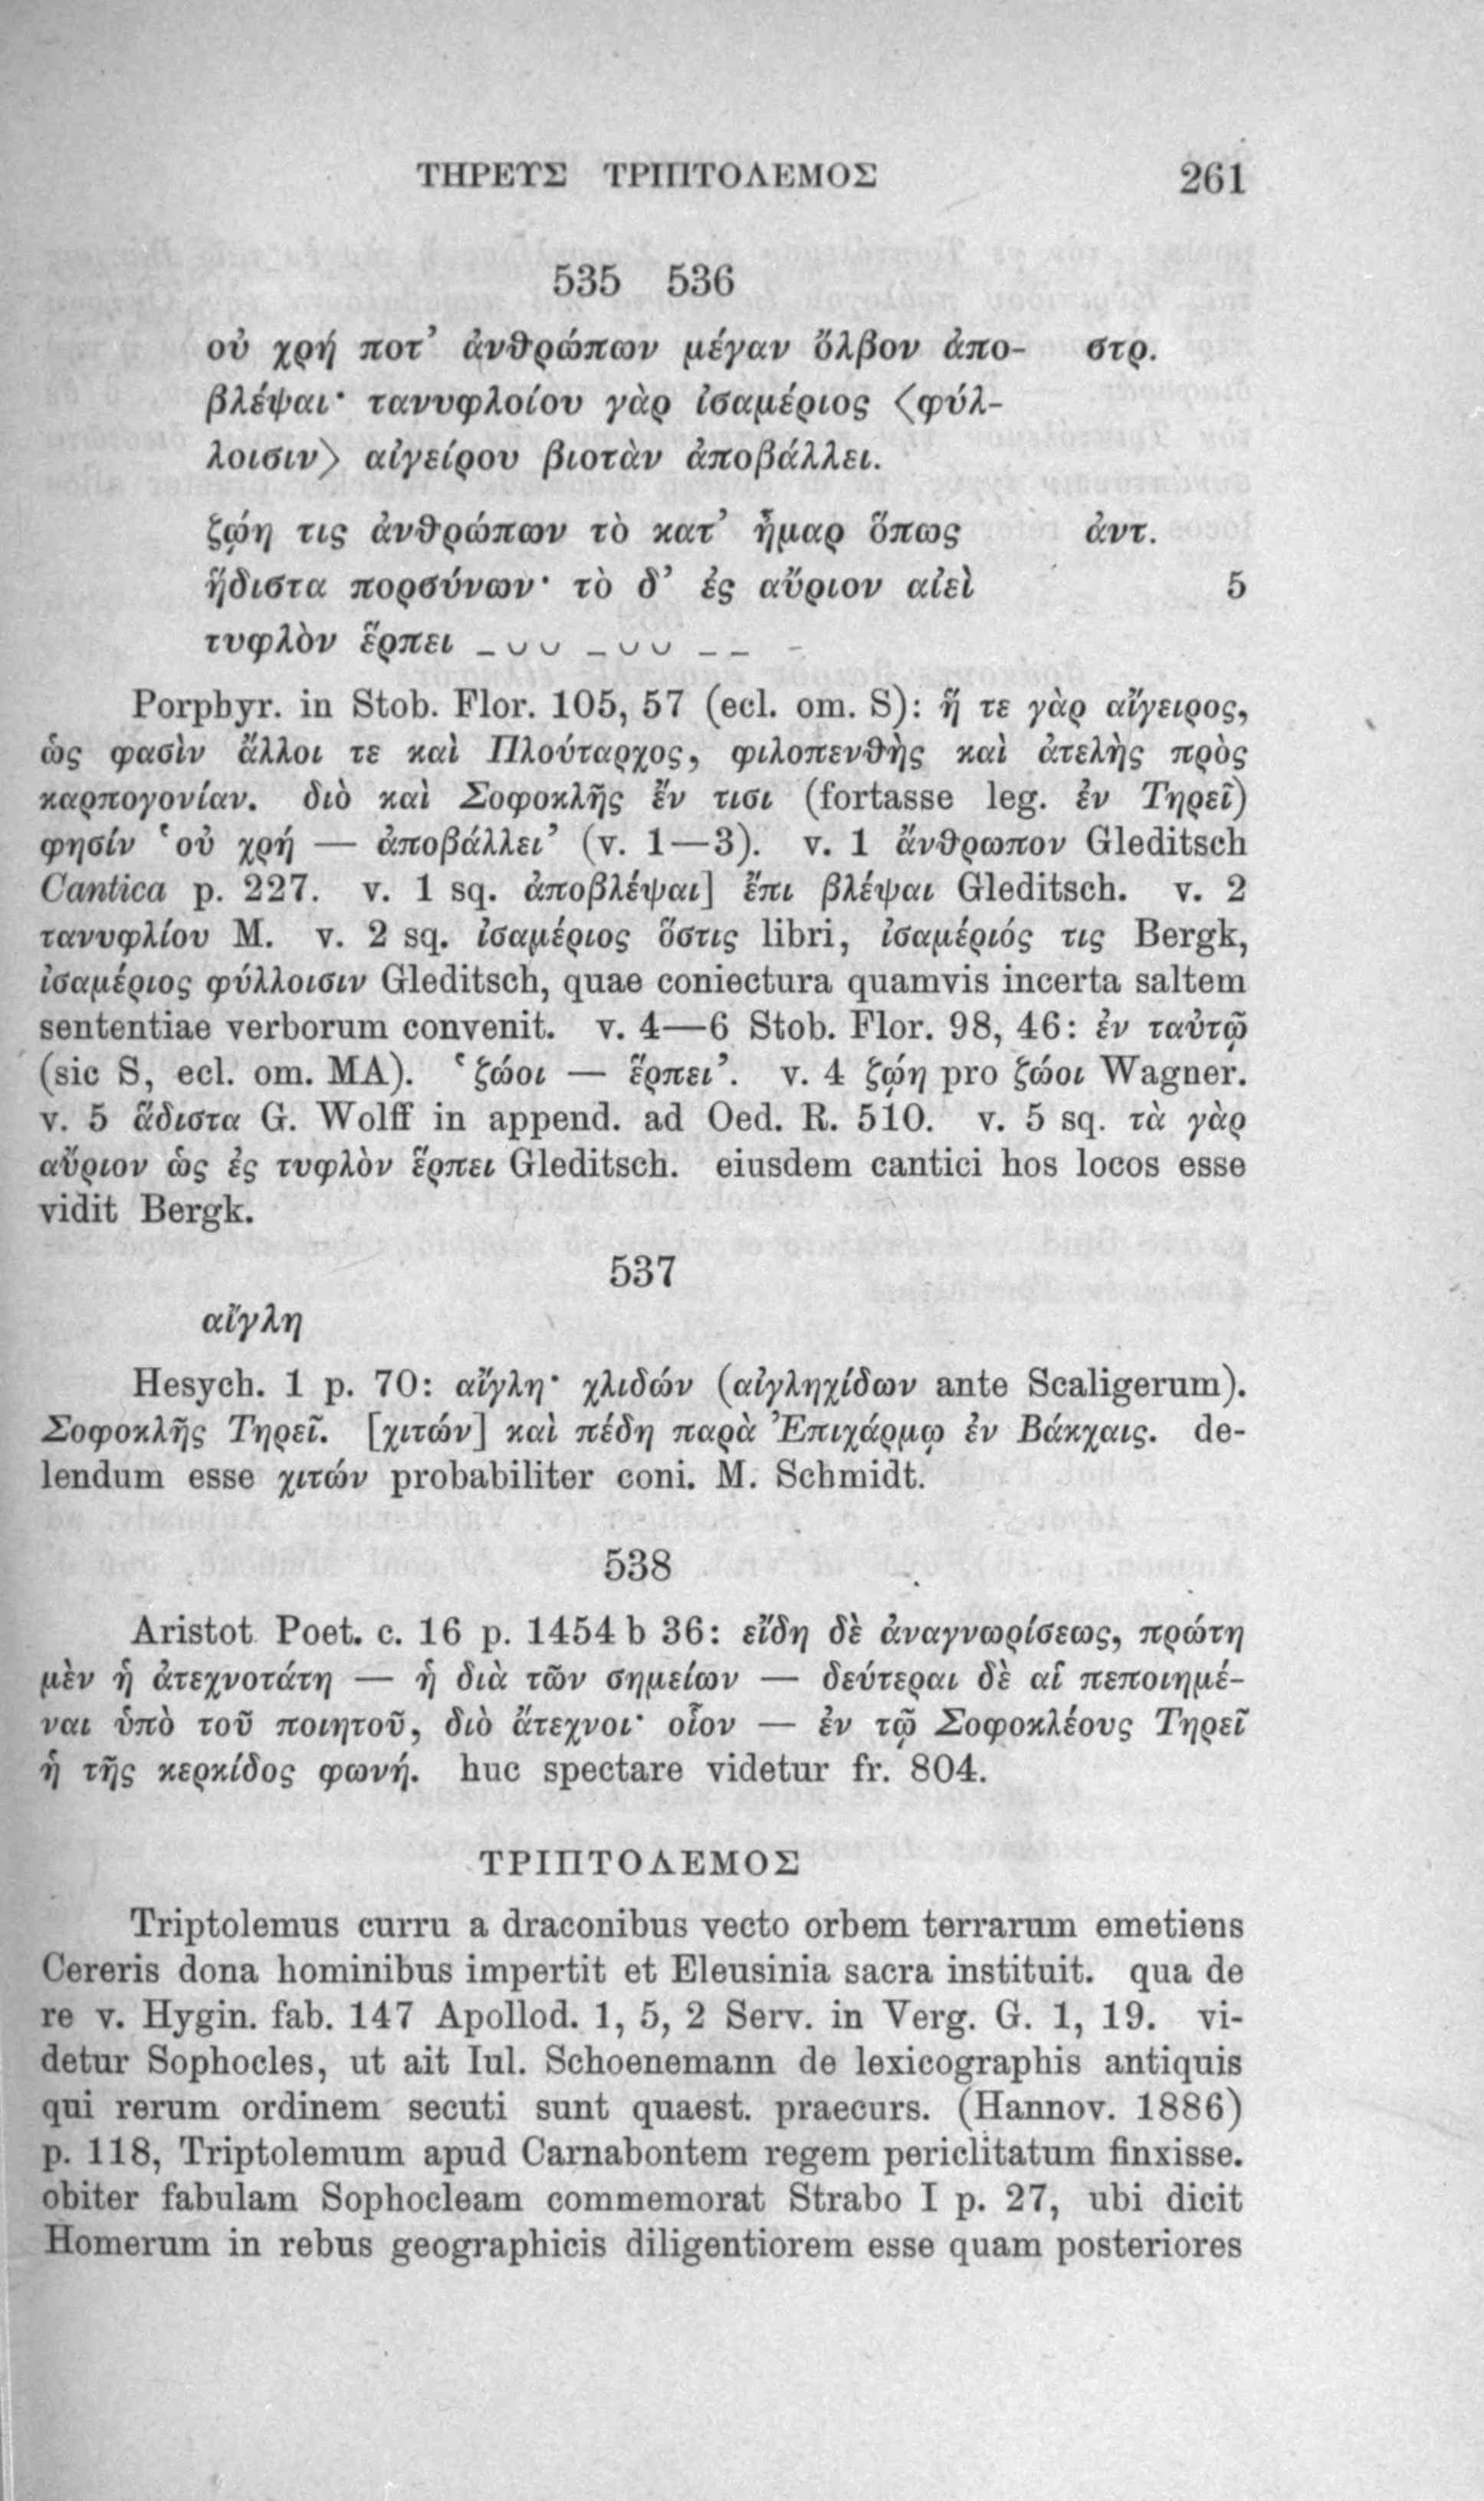 ΤΗΡΕΥΣ ΤΡΙΠΤΟΛΕΜΟΣ 261
535 536
οὐ χρή ποτ’ ἀνθρώπων μέγαν ὄλβον ἀπο- στρ.
βλέψαι· τανυφλοίου γὰρ ἰσαμέριος ⟨φύλ-
λοισιν⟩ αἰγείρου βιοτὰν ἀποβάλλει.
ζῴη τις ἀνθρώπων τὸ κατ’ ἦμαρ ὅπως ἀντ.
ἥδιστα πορσύνων· τὸ δ’ ἐς αὔριον αἰεὶ 5
τυφλὸν ἕρπει _ ∪ ∪ _ ∪ ∪ _ _
Porphyr. in Stob. Flor. 105, 57 (ecl. om. S): ἥ τε γὰρ αἴγειρος,
ὡς φασὶν ἄλλοι τε καὶ Πλούταρχος, φιλοπενθὴς καὶ ἀτελὴς πρὸς
καρπογονίαν. διὸ καὶ Σοφοκλῆς ἔν τισι (fortasse leg. ἐν Τηρεῖ)
φησίν ‘οὐ χρή — ἀποβάλλει’ (v. 1—3). v. 1 ἄνθρωπον Gleditsch
Cantica p. 227. v. 1 sq. ἀποβλέψαι] ἔπι βλέψαι Gleditsch. v. 2
τανυφλίου M. v. 2 sq. ἰσαμέριος ὅστις libri, ἰσαμέριός τις Bergk,
ἰσαμέριος φύλλοισιν Gleditsch, quae coniectura quamvis incerta saltem
sententiae verborum convenit. v. 4—6 Stob. Flor. 98, 46: ἐν ταὐτῷ
(sic S, ecl. om. MA). ‘ζώοι — ἕρπει’. v. 4 ζῴη pro ζώοι Wagner.
v. 5 ἅδιστα G. Wolff in append. ad Oed. R. 510. v. 5 sq. τὰ γὰρ
αὔριον ὡς ἐς τυφλὸν ἕρπει Gleditsch. eiusdem cantici hos locos esse
vidit Bergk.
537
αἴγλη
Hesych. 1 p. 70: αἴγλη· χλιδών (αἰγληχίδων ante Scaligerum).
Σοφοκλῆς Τηρεῖ. [χιτών] καὶ πέδη παρὰ Ἐπιχάρμῳ ἐν Βάκχαις. de-
lendum esse χιτών probabiliter coni. M. Schmidt.
538
Aristot. Poet. c. 16 p. 1454 b 36: εἴδη δὲ ἀναγνωρίσεως, πρώτη
μὲν ἡ ἀτεχνοτάτη — ἡ διὰ τῶν σημείων — δεύτεραι δὲ αἱ πεποιημέ-
ναι ὑπὸ τοῦ ποιητοῦ, διὸ ἄτεχνοι· οἷον — ἐν τῷ Σοφοκλέους Τηρεῖ
ἡ τῆς κερκίδος φωνή. huc spectare videtur fr. 804.
ΤΡΙΠΤΟΛΕΜΟΣ
Triptolemus curru a draconibus vecto orbem terrarum emetiens
Cereris dona hominibus impertit et Eleusinia sacra instituit. qua de
re v. Hygin. fab. 147 Apollod. 1, 5, 2 Serv. in Verg. G. 1, 19. vi-
detur Sophocles, ut ait Iul. Schoenemann de lexicographis antiquis
qui rerum ordinem secuti sunt quaest. praecurs. (Hannov. 1886)
p. 118, Triptolemum apud Carnabontem regem periclitatum finxisse.
obiter fabulam Sophocleam commemorat Strabo I p. 27, ubi dicit
Homerum in rebus geographicis diligentiorem esse quam posteriores